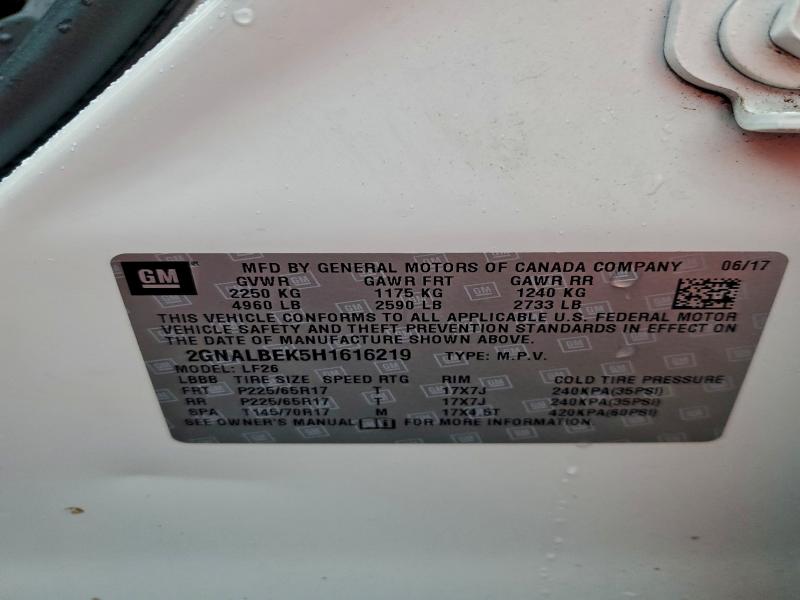 GM MFD BY GENERAL MOTORS OF CANADA COMPANY 06/17
GVWR GAWR FRT GAWR RR
2250 KG 1175 KG 1240 KG
4960 LB 2590 LB 2733 LB
THIS VEHICLE CONFORMS TO ALL APPLICABLE U.S. FEDERAL MOTOR
VEHICLE SAFETY AND THEFT PREVENTION STANDARDS IN EFFECT ON
THE DATE OF MANUFACTURE SHOWN ABOVE.
2GNALBEK5H1616219 TYPE: M.P.V.
MODEL: LF26
LBBB TIRE SIZE SPEED RTG RIM COLD TIRE PRESSURE
FRT P225/65R17 T 17X7J 240KPA(35PSI)
RR P225/65R17 T 17X7J 240KPA(35PSI)
SPA T145/70R17 M 17X4.5T 420KPA(60PSI)
SEE OWNER'S MANUAL FOR MORE INFORMATION.